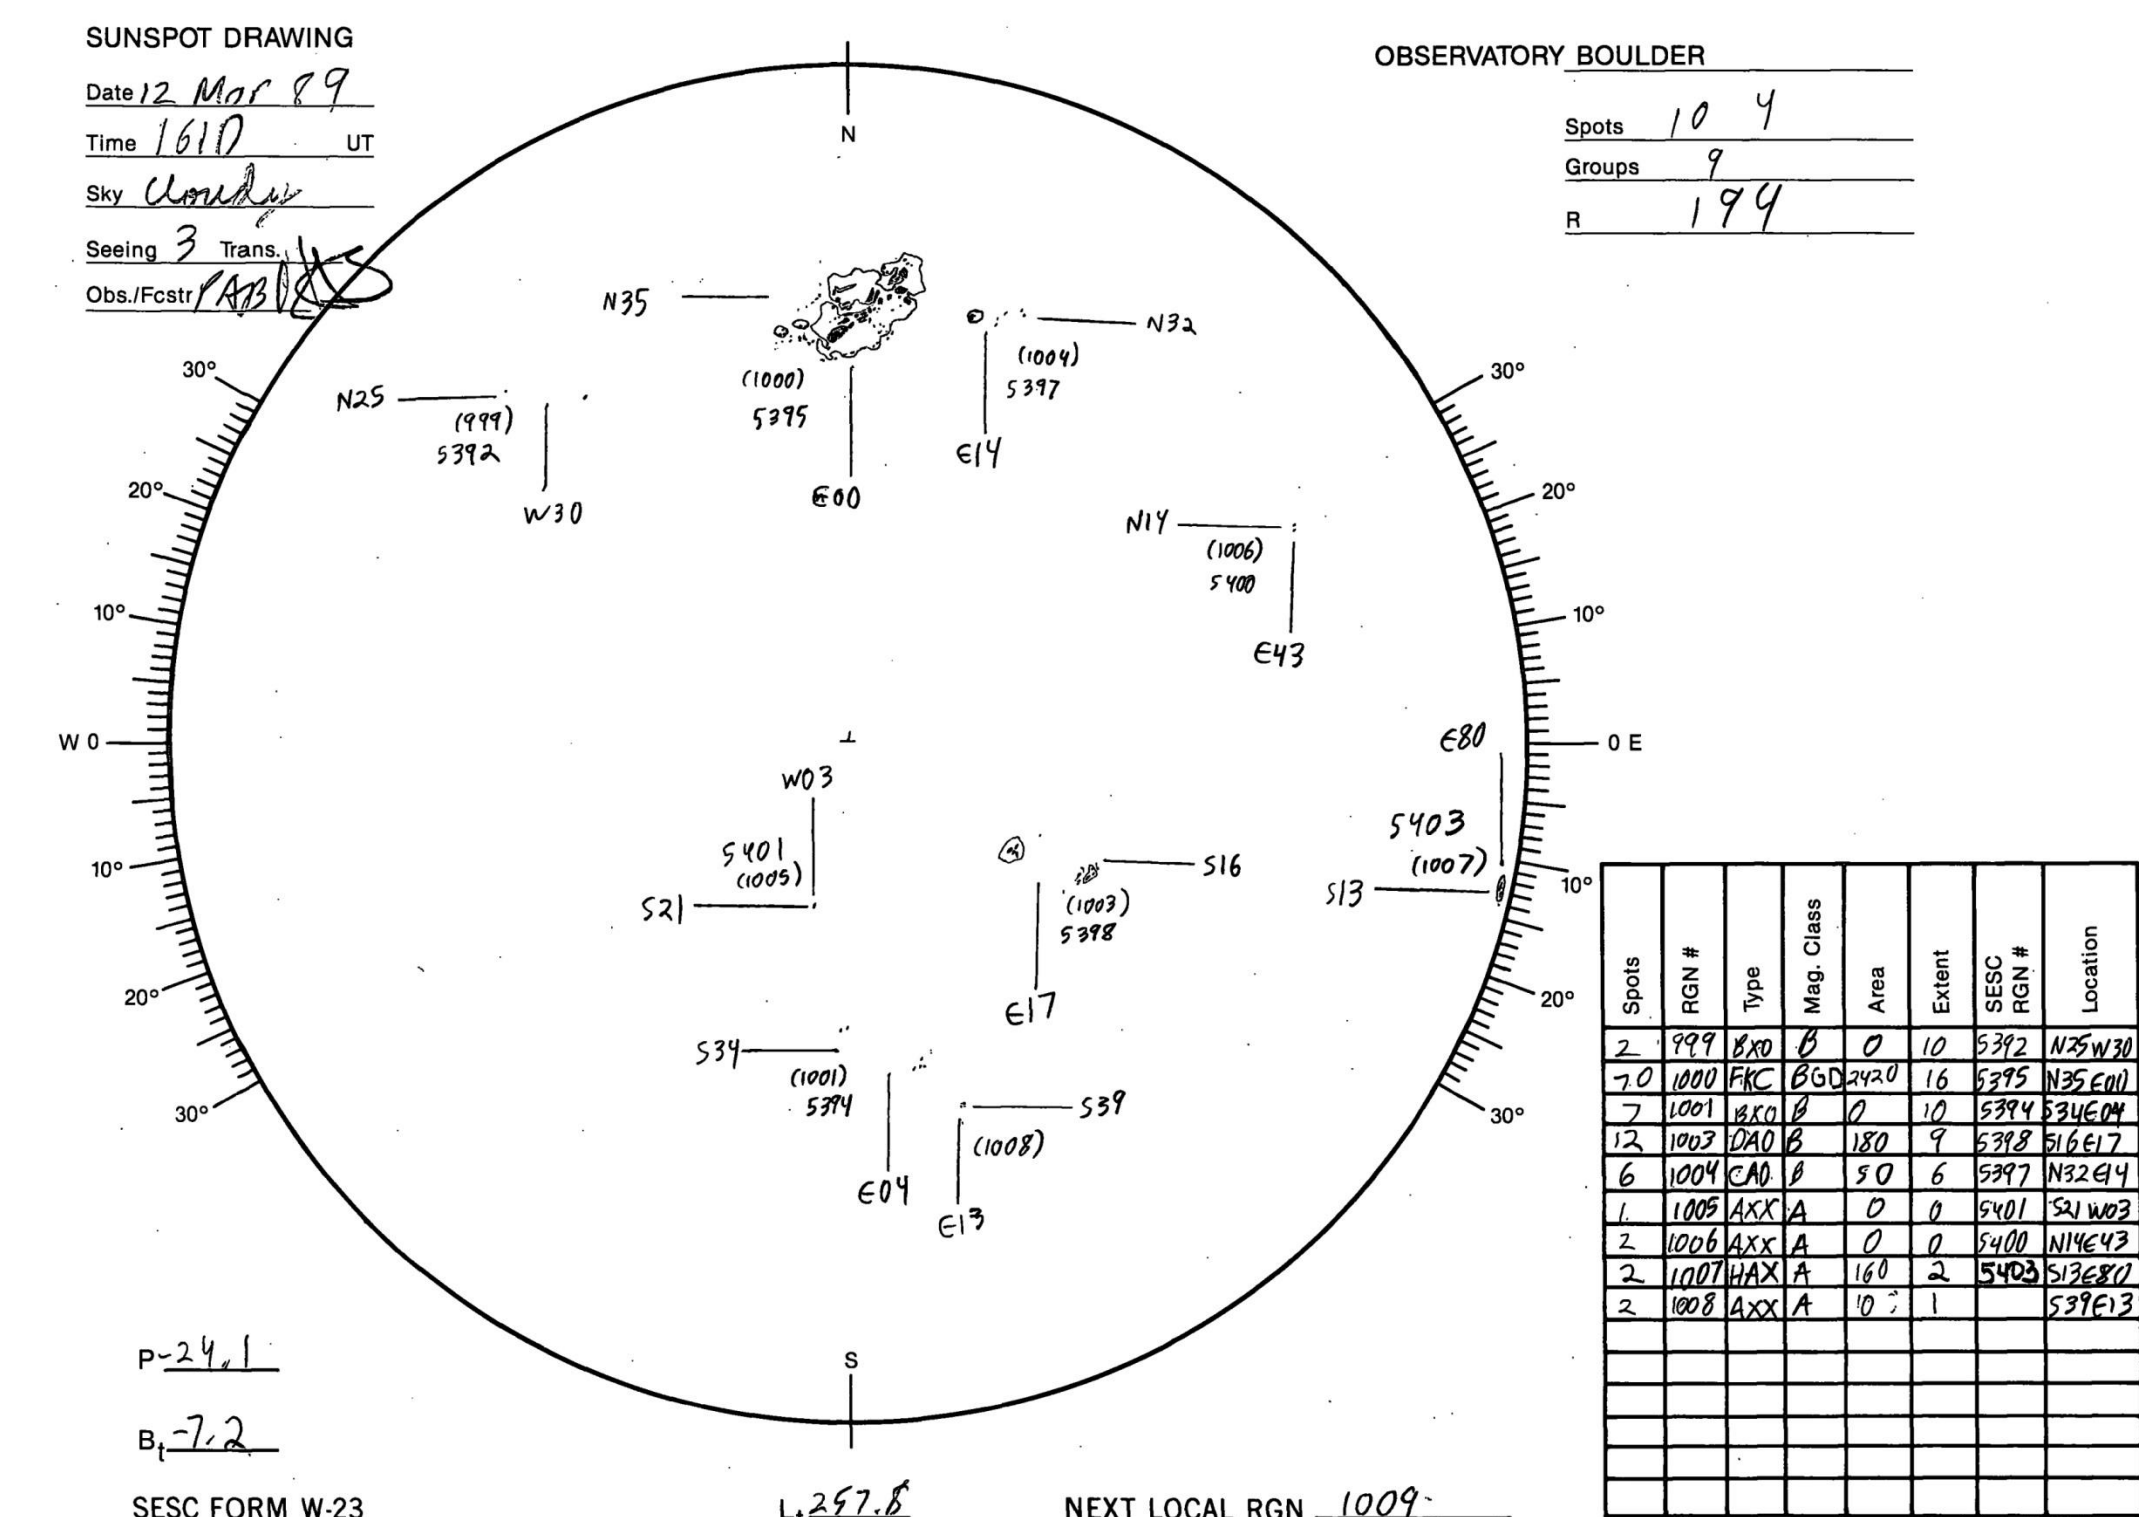 SUNSPOT DRAWING
Date 12 Mar 89
Time 1610 UT
Sky Cloudy
Seeing 3 Trans.
Obs./Fcstr
OBSERVATORY BOULDER
Spots 104
Groups 9
R 194
N
N35
N32
(1004)
5397
E14
(1000)
5395
E00
N25
(999)
5392
W30
N14
(1006)
5400
E43
30°
20°
10°
W 0
10°
20°
30°
30°
20°
10°
0 E
10°
20°
30°
E80
5403
(1007)
S13
W03
5401
(1005)
S21
S16
(1003)
5398
E17
S34
(1001)
5394
E04
S39
(1008)
E13
S
Spots RGN # Type Mag. Class Area Extent SESC RGN # Location
2 999 BXO B 0 10 5392 N25W30
70 1000 FKC BGD 2420 16 5395 N35E00
7 1001 BXO B 0 10 5394 S34E04
12 1003 DAO B 180 9 5398 S16E17
6 1004 CAO B 50 6 5397 N32E14
1 1005 AXX A 0 0 5401 S21W03
2 1006 AXX A 0 0 5400 N14E43
2 1007 HAX A 160 2 5403 S13E80
2 1008 AXX A 10 1 S39E13
P -24.1
Bt -7.2
SESC FORM W-23
Lt 257.8
NEXT LOCAL RGN 1009